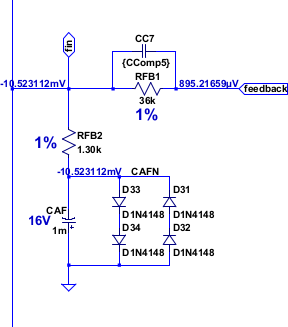 fin
CC7
{CComp5}
-10.523112mV
RFB1
895.21659µV
feedback
36k
1%
1%
RFB2
1.30k
-10.523112mV
CAFN
CAF
16V
1m
+
D33
D1N4148
D34
D1N4148
D31
D1N4148
D32
D1N4148